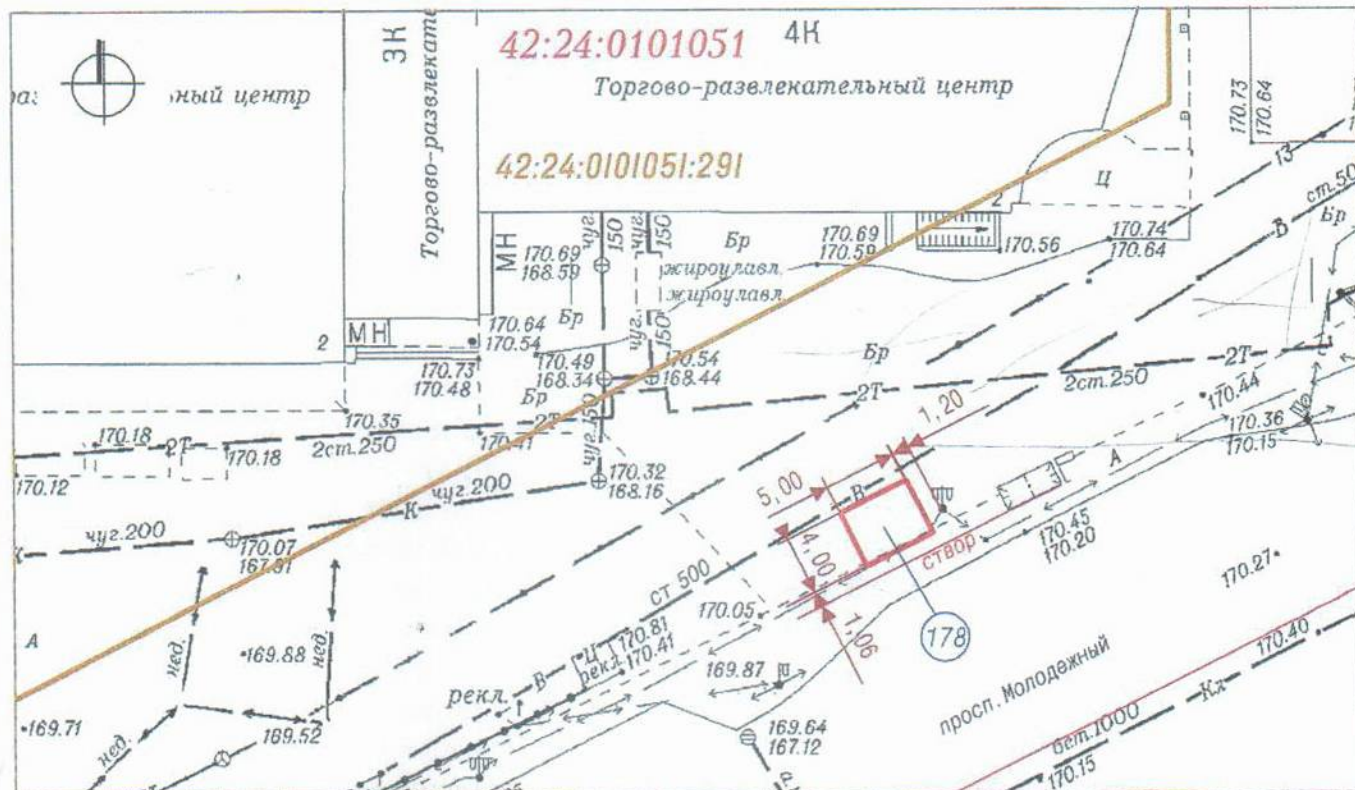 42:24:0101051
4К
3К
Торгово-развлекательный центр
ный центр
Торгово-развлекате
42:24:0101051:291
170.73
170.64
13
Ц
2
ст.50
В
Бр
МН
170.69
168.59
чуг.
150
чуг.
150
Бр
жироулавл.
жироулавл.
170.69
170.59
170.56
170.74
170.64
Бр
170.64
170.54
2
МН
170.73
170.48
170.49
168.34
чуг.
150
170.54
168.44
Бр
2Т
2ст.250
2Т
Бр
2Т
чуг.150
1,20
170.44
170.36
170.15
170.35
170.18
2Т
170.18
2ст.250
170.12
170.32
168.16
чуг.200
К
чуг.200
170.07
5,00
В
А
4,00
створ
170.45
170.20
170.27
ст 500
170.05
1,06
178
нед.
нед.
А
169.88
170.81
170.41
Ц
рекл
В
рекл.
169.87
просп. Молодежный
170.40
Кл
бет.1000
170.15
169.71
нед.
169.52
169.64
167.12